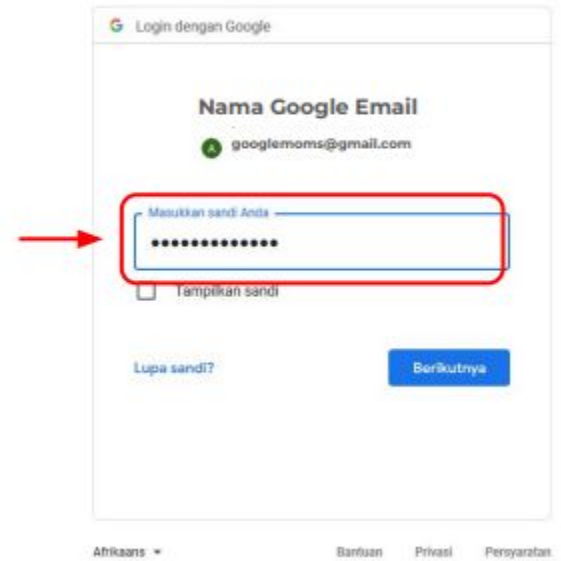 Login dengan Google
Nama Google Email
A googlemoms@gmail.com
Masukkan sandi Anda
•••••••••••••
Tampilkan sandi
Lupa sandi? Berikutnya
Afrikaans Bantuan Privasi Persyaratan